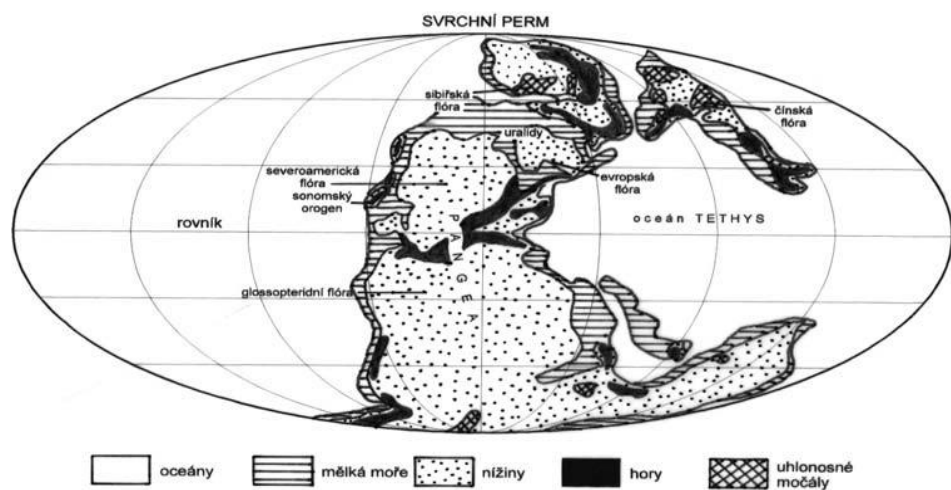 SVRCHNÍ PERM
sibiřská
flóra
čínská
flóra
uralidy
severoamerická
flóra
evropská
flóra
sonomský
orogen
rovník
oceán TETHYS
PANGEA
glossopteridní flóra
oceány
mělká moře
nížiny
hory
uhlonosné
močály